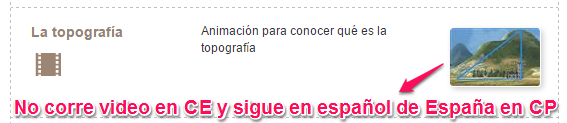 La topografía
Animación para conocer qué es la
topografía
No corre video en CE y sigue en español de España en CP